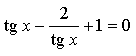 tg x − 2/tg x + 1 = 0